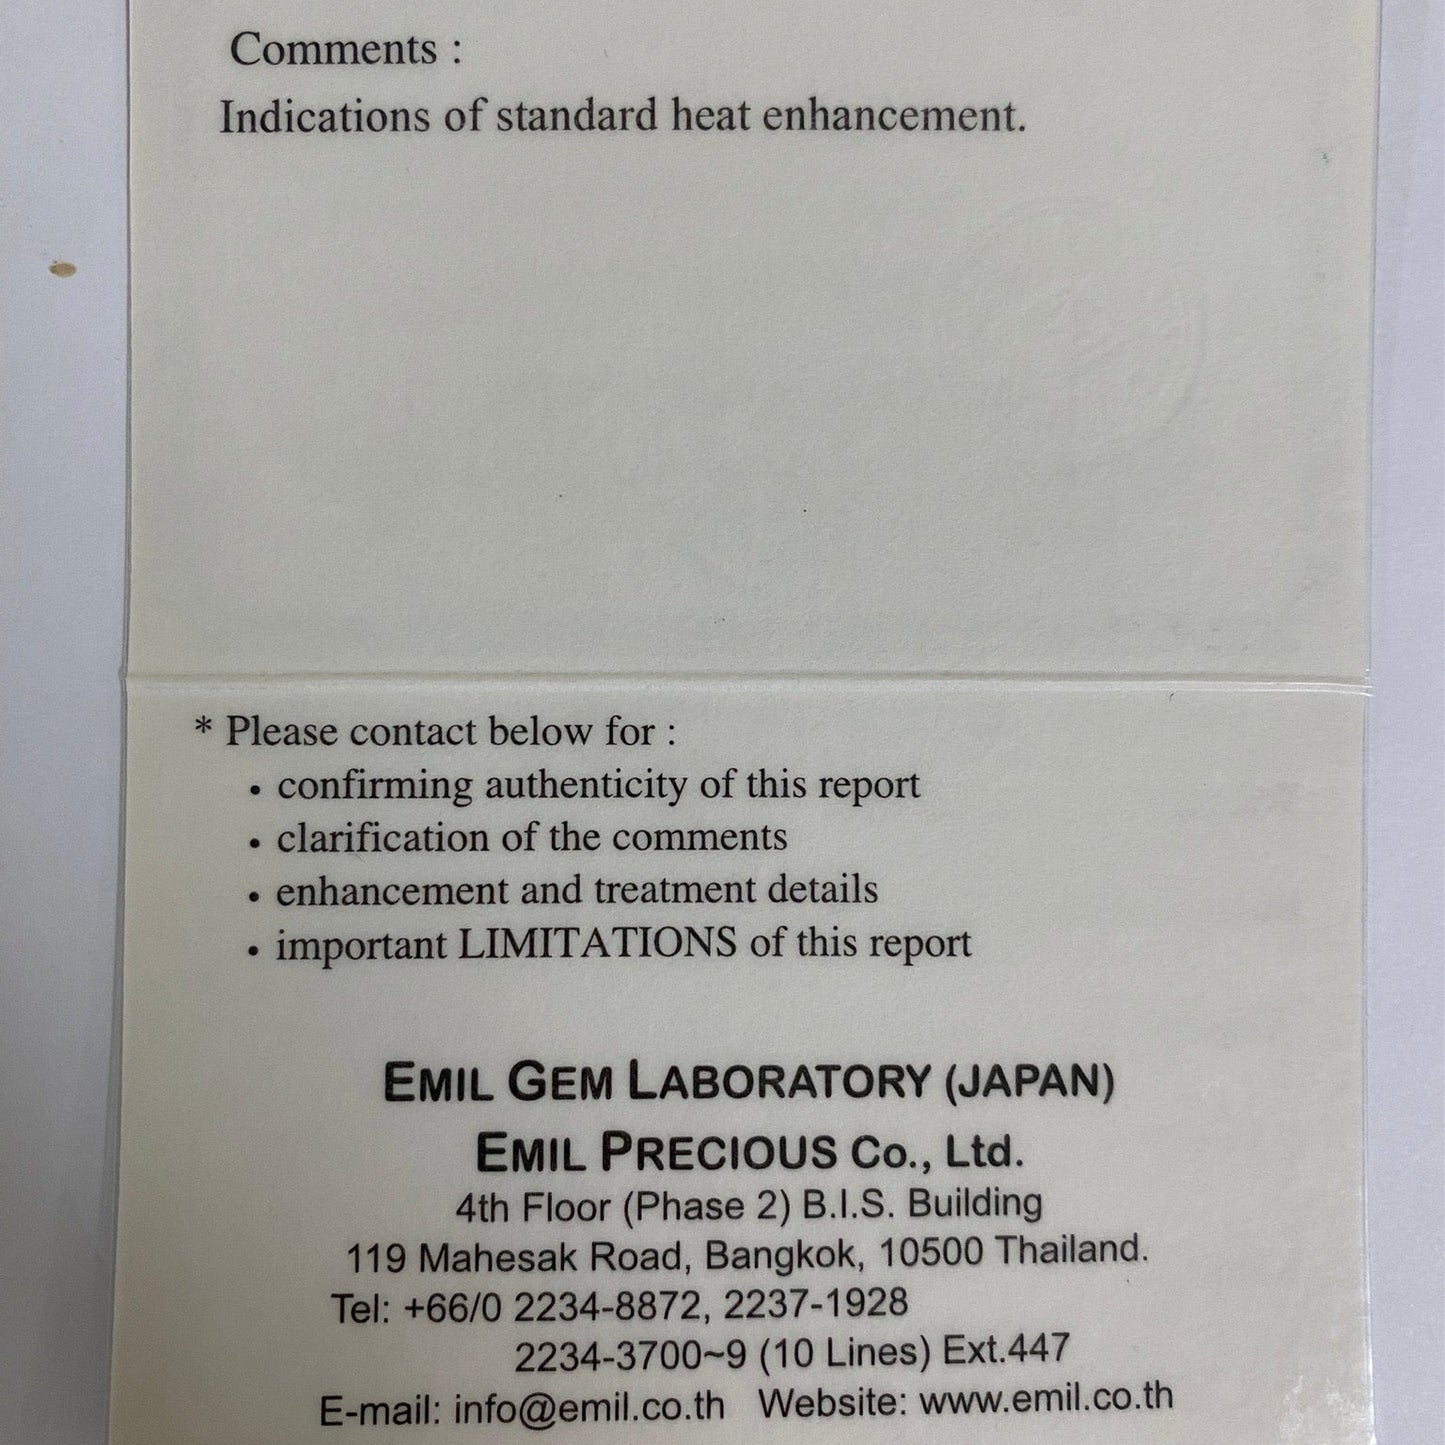 Comments :
Indications of standard heat enhancement.
* Please contact below for :
• confirming authenticity of this report
• clarification of the comments
• enhancement and treatment details
• important LIMITATIONS of this report
EMIL GEM LABORATORY (JAPAN)
EMIL PRECIOUS Co., Ltd.
4th Floor (Phase 2) B.I.S. Building
119 Mahesak Road, Bangkok, 10500 Thailand.
Tel: +66/0 2234-8872, 2237-1928
2234-3700~9 (10 Lines) Ext.447
E-mail: info@emil.co.th Website: www.emil.co.th